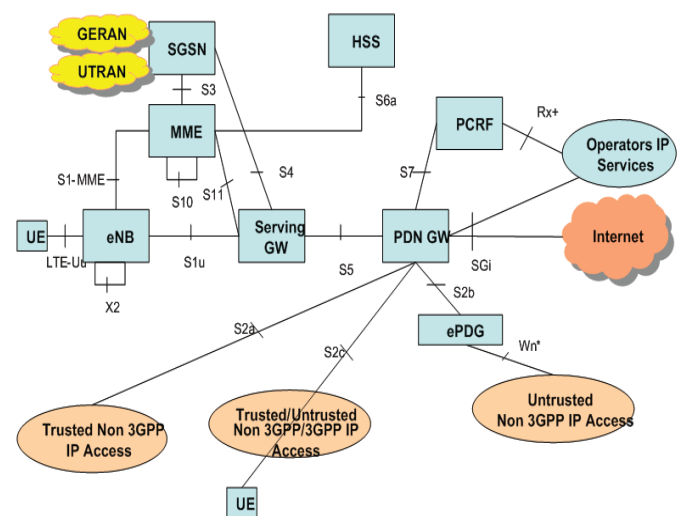 GERAN
SGSN
HSS
UTRAN
S3
S6a
MME
PCRF
Rx+
Operators IP
Services
S1-MME
S10
S11
S4
S7
UE
eNB
Serving
GW
PDN GW
Internet
LTE-Uu
S1u
S5
SGi
X2
S2b
S2a
ePDG
S2c
Wn*
Trusted Non 3GPP
IP Access
Trusted/Untrusted
Non 3GPP/3GPP IP
Access
Untrusted
Non 3GPP IP Access
UE